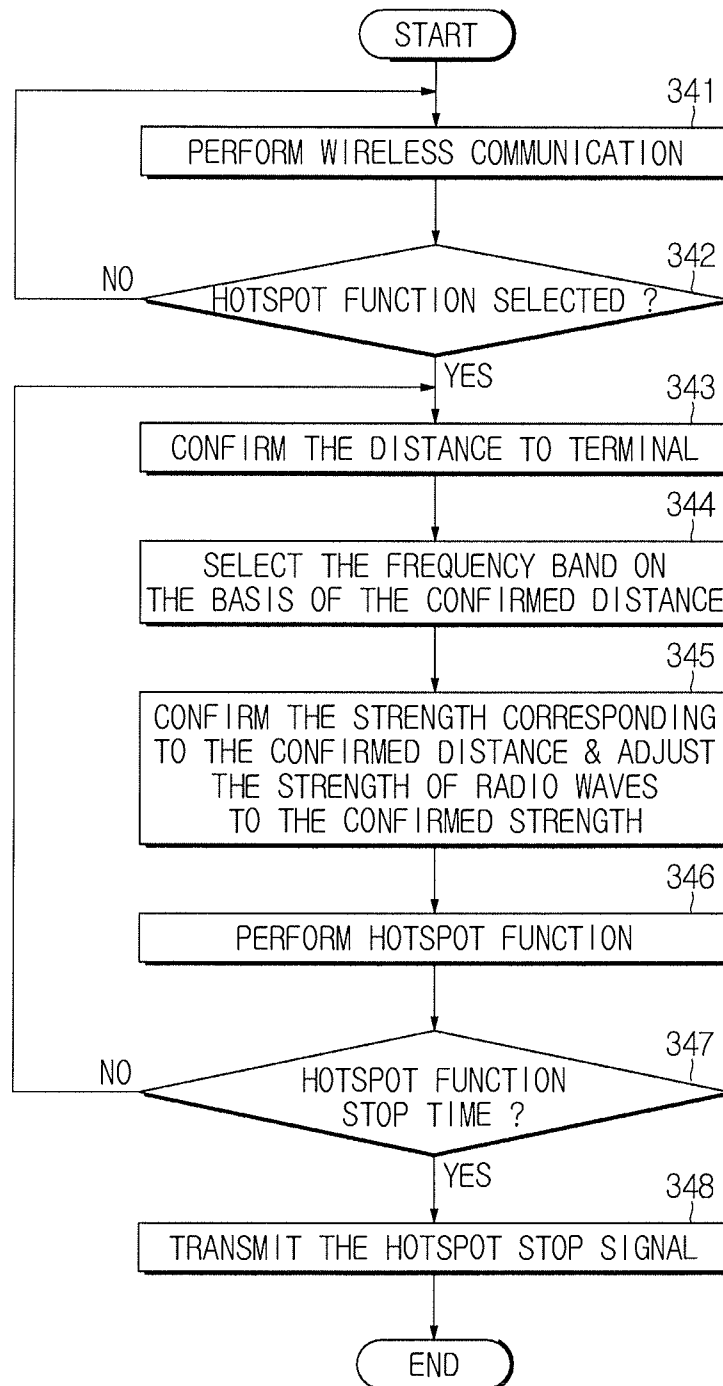 START
341
PERFORM WIRELESS COMMUNICATION
342
NO
HOTSPOT FUNCTION SELECTED ?
YES
343
CONFIRM THE DISTANCE TO TERMINAL
344
SELECT THE FREQUENCY BAND ON
THE BASIS OF THE CONFIRMED DISTANCE
345
CONFIRM THE STRENGTH CORRESPONDING
TO THE CONFIRMED DISTANCE & ADJUST
THE STRENGTH OF RADIO WAVES
TO THE CONFIRMED STRENGTH
346
PERFORM HOTSPOT FUNCTION
347
NO
HOTSPOT FUNCTION
STOP TIME ?
YES
348
TRANSMIT THE HOTSPOT STOP SIGNAL
END